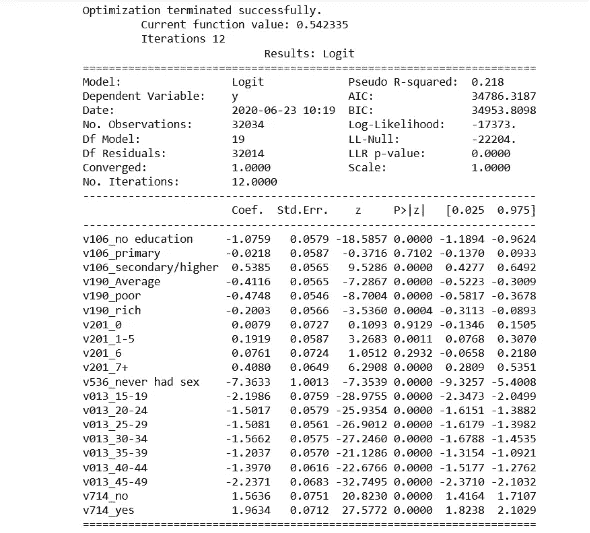 Optimization terminated successfully.
Current function value: 0.542335
Iterations 12
Results: Logit
Model: Logit Pseudo R-squared: 0.218
Dependent Variable: y AIC: 34786.3187
Date: 2020-06-23 10:19 BIC: 34953.8098
No. Observations: 32034 Log-Likelihood: -17373.
Df Model: 19 LL-Null: -22204.
Df Residuals: 32014 LLR p-value: 0.0000
Converged: 1.0000 Scale: 1.0000
No. Iterations: 12.0000
Coef. Std.Err. z P>|z| [0.025 0.975]
v106_no education -1.0759 0.0579 -18.5857 0.0000 -1.1894 -0.9624
v106_primary -0.0218 0.0587 -0.3716 0.7102 -0.1370 0.0933
v106_secondary/higher 0.5385 0.0565 9.5286 0.0000 0.4277 0.6492
v190_Average -0.4116 0.0565 -7.2867 0.0000 -0.5223 -0.3009
v190_poor -0.4748 0.0546 -8.7004 0.0000 -0.5817 -0.3678
v190_rich -0.2003 0.0566 -3.5360 0.0004 -0.3113 -0.0893
v201_0 0.0079 0.0727 0.1093 0.9129 -0.1346 0.1505
v201_1-5 0.1919 0.0587 3.2683 0.0011 0.0768 0.3070
v201_6 0.0761 0.0724 1.0512 0.2932 -0.0658 0.2180
v201_7+ 0.4080 0.0649 6.2908 0.0000 0.2809 0.5351
v536_never had sex -7.3633 1.0013 -7.3539 0.0000 -9.3257 -5.4008
v013_15-19 -2.1986 0.0759 -28.9755 0.0000 -2.3473 -2.0499
v013_20-24 -1.5017 0.0579 -25.9354 0.0000 -1.6151 -1.3882
v013_25-29 -1.5081 0.0561 -26.9012 0.0000 -1.6179 -1.3982
v013_30-34 -1.5662 0.0575 -27.2460 0.0000 -1.6788 -1.4535
v013_35-39 -1.2037 0.0570 -21.1286 0.0000 -1.3154 -1.0921
v013_40-44 -1.3970 0.0616 -22.6766 0.0000 -1.5177 -1.2762
v013_45-49 -2.2371 0.0683 -32.7495 0.0000 -2.3710 -2.1032
v714_no 1.5636 0.0751 20.8230 0.0000 1.4164 1.7107
v714_yes 1.9634 0.0712 27.5772 0.0000 1.8238 2.1029